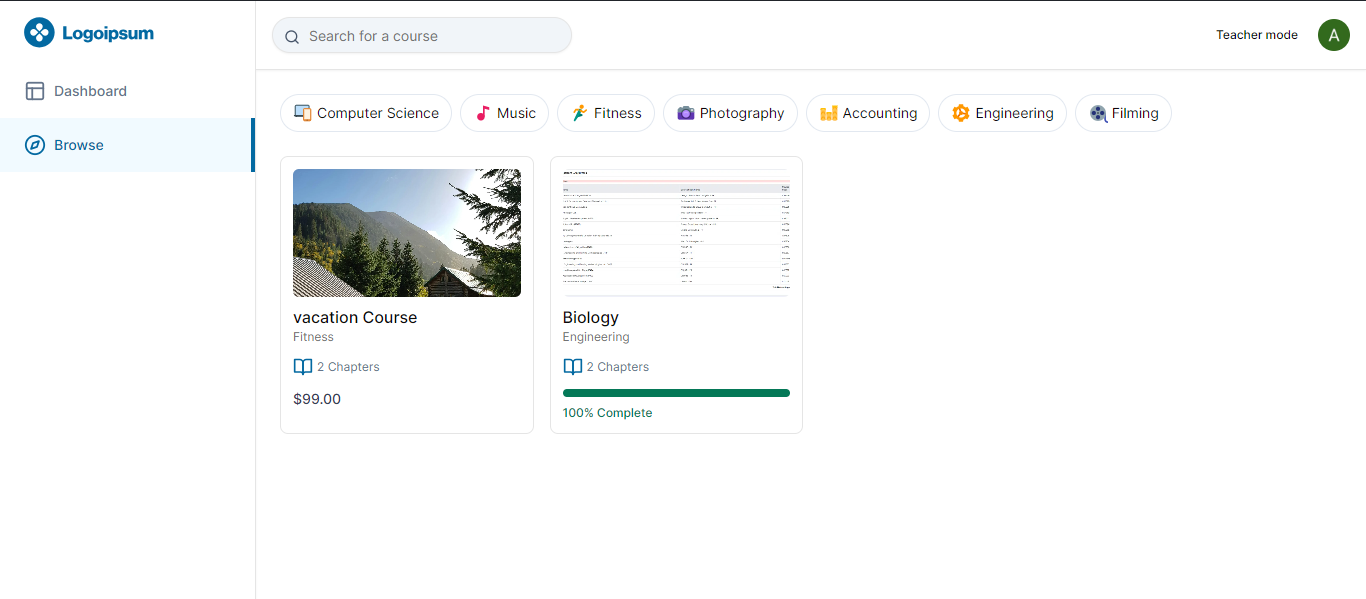 Logoipsum
Search for a course
Teacher mode
A
Dashboard
Browse
Computer Science
Music
Fitness
Photography
Accounting
Engineering
Filming
vacation Course
Fitness
2 Chapters
$99.00
Biology
Engineering
2 Chapters
100% Complete